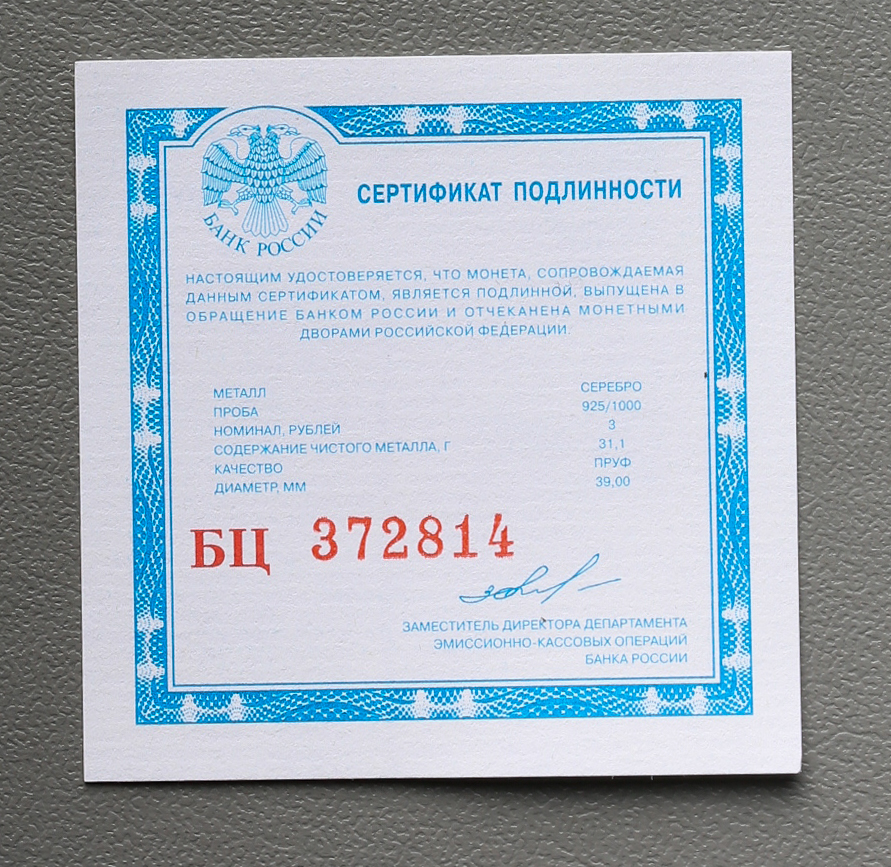 БАНК РОССИИ
СЕРТИФИКАТ ПОДЛИННОСТИ
НАСТОЯЩИМ УДОСТОВЕРЯЕТСЯ, ЧТО МОНЕТА, СОПРОВОЖДАЕМАЯ
ДАННЫМ СЕРТИФИКАТОМ, ЯВЛЯЕТСЯ ПОДЛИННОЙ, ВЫПУЩЕНА В
ОБРАЩЕНИЕ БАНКОМ РОССИИ И ОТЧЕКАНЕНА МОНЕТНЫМИ
ДВОРАМИ РОССИЙСКОЙ ФЕДЕРАЦИИ.
МЕТАЛЛ СЕРЕБРО
ПРОБА 925/1000
НОМИНАЛ, РУБЛЕЙ 3
СОДЕРЖАНИЕ ЧИСТОГО МЕТАЛЛА, Г 31,1
КАЧЕСТВО ПРУФ
ДИАМЕТР, ММ 39,00
БЦ 372814
ЗАМЕСТИТЕЛЬ ДИРЕКТОРА ДЕПАРТАМЕНТА
ЭМИССИОННО-КАССОВЫХ ОПЕРАЦИЙ
БАНКА РОССИИ